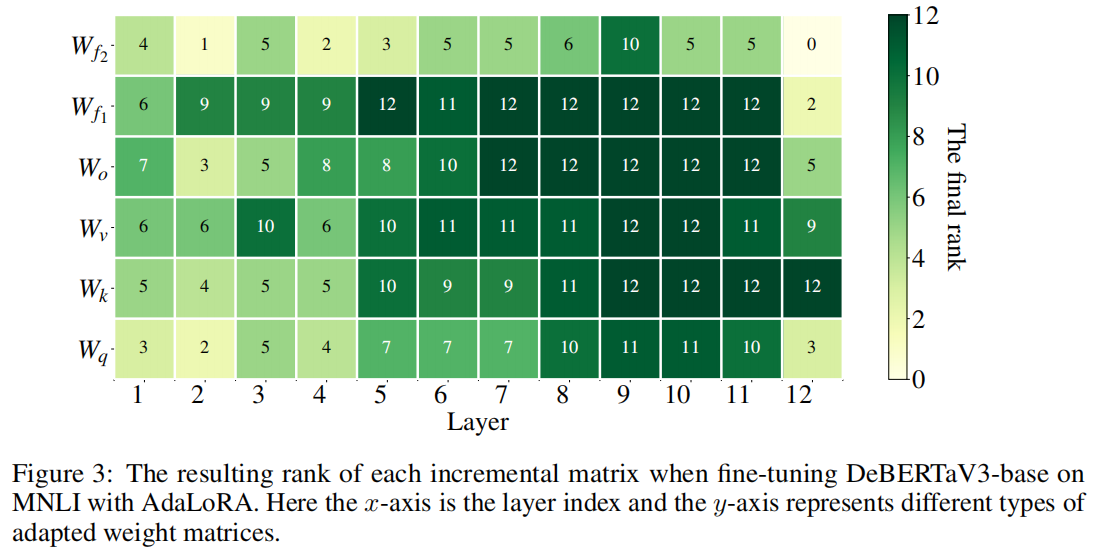 W_{f_2} 4 1 5 2 3 5 5 6 10 5 5 0
W_{f_1} 6 9 9 9 12 11 12 12 12 12 12 2
W_o 7 3 5 8 8 10 12 12 12 12 12 5
W_v 6 6 10 6 10 11 11 11 12 12 11 9
W_k 5 4 5 5 10 9 9 11 12 12 12 12
W_q 3 2 5 4 7 7 7 10 11 11 10 3
1 2 3 4 5 6 7 8 9 10 11 12
Layer
12
10
8
6
4
2
0
The final rank
Figure 3: The resulting rank of each incremental matrix when fine-tuning DeBERTaV3-base on
MNLI with AdaLoRA. Here the x-axis is the layer index and the y-axis represents different types of
adapted weight matrices.